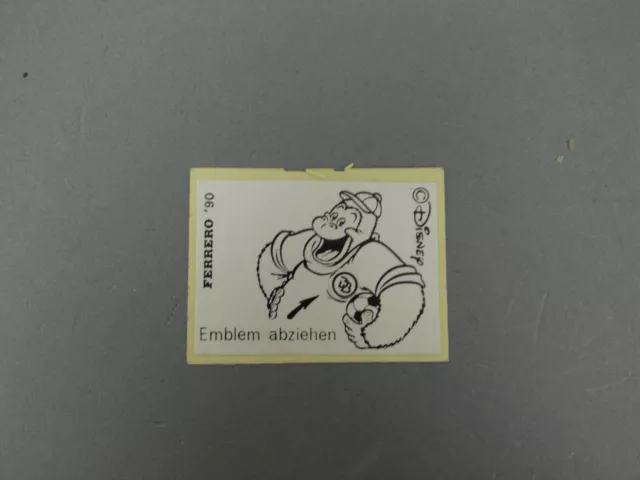 FERRERO '90
© Disney
Emblem abziehen